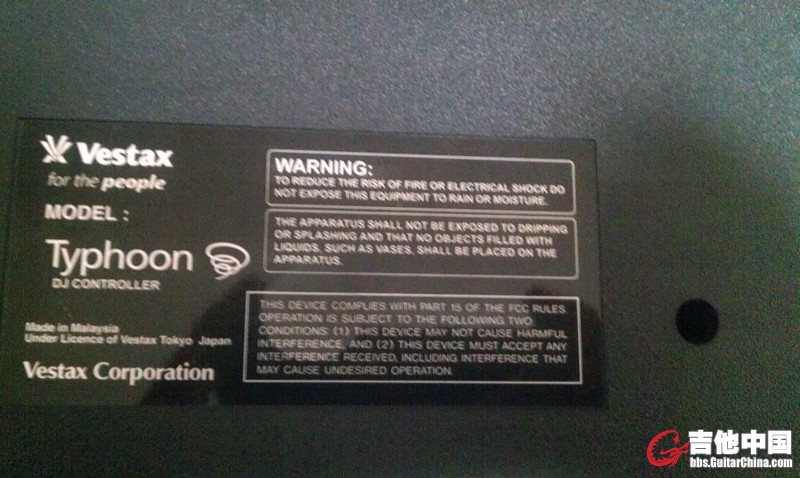 Vestax
for the people
MODEL :
Typhoon
DJ CONTROLLER
Made in Malaysia
Under Licence of Vestax Tokyo Japan
Vestax Corporation
WARNING:
TO REDUCE THE RISK OF FIRE OR ELECTRICAL SHOCK DO
NOT EXPOSE THIS EQUIPMENT TO RAIN OR MOISTURE.
THE APPARATUS SHALL NOT BE EXPOSED TO DRIPPING
OR SPLASHING AND THAT NO OBJECTS FILLED WITH
LIQUIDS, SUCH AS VASES, SHALL BE PLACED ON THE
APPARATUS.
THIS DEVICE COMPLIES WITH PART 15 OF THE FCC RULES.
OPERATION IS SUBJECT TO THE FOLLOWING TWO
CONDITIONS: (1) THIS DEVICE MAY NOT CAUSE HARMFUL
INTERFERENCE, AND (2) THIS DEVICE MUST ACCEPT ANY
INTERFERENCE RECEIVED, INCLUDING INTERFERENCE THAT
MAY CAUSE UNDESIRED OPERATION.
吉他中国
bbs.GuitarChina.com